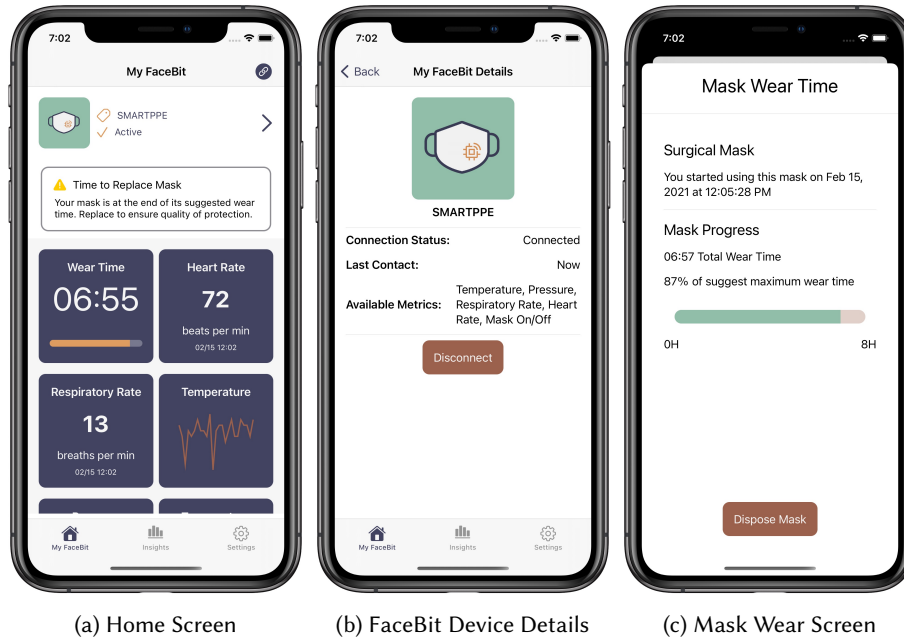 7:02
My FaceBit
SMARTPPE
Active
Time to Replace Mask
Your mask is at the end of its suggested wear
time. Replace to ensure quality of protection.
Wear Time
06:55
Heart Rate
72
beats per min
02/15 12:02
Respiratory Rate
13
breaths per min
02/15 12:02
Temperature
My FaceBit
Insights
Settings
(a) Home Screen
7:02
Back
My FaceBit Details
SMARTPPE
Connection Status:
Connected
Last Contact:
Now
Available Metrics:
Temperature, Pressure,
Respiratory Rate, Heart
Rate, Mask On/Off
Disconnect
My FaceBit
Insights
Settings
(b) FaceBit Device Details
7:02
Mask Wear Time
Surgical Mask
You started using this mask on Feb 15,
2021 at 12:05:28 PM
Mask Progress
06:57 Total Wear Time
87% of suggest maximum wear time
0H
8H
Dispose Mask
(c) Mask Wear Screen